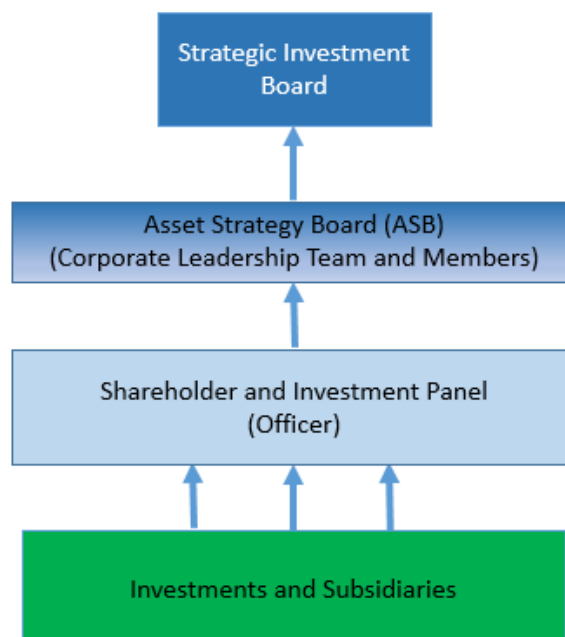 Strategic Investment
Board
Asset Strategy Board (ASB)
(Corporate Leadership Team and Members)
Shareholder and Investment Panel
(Officer)
Investments and Subsidiaries